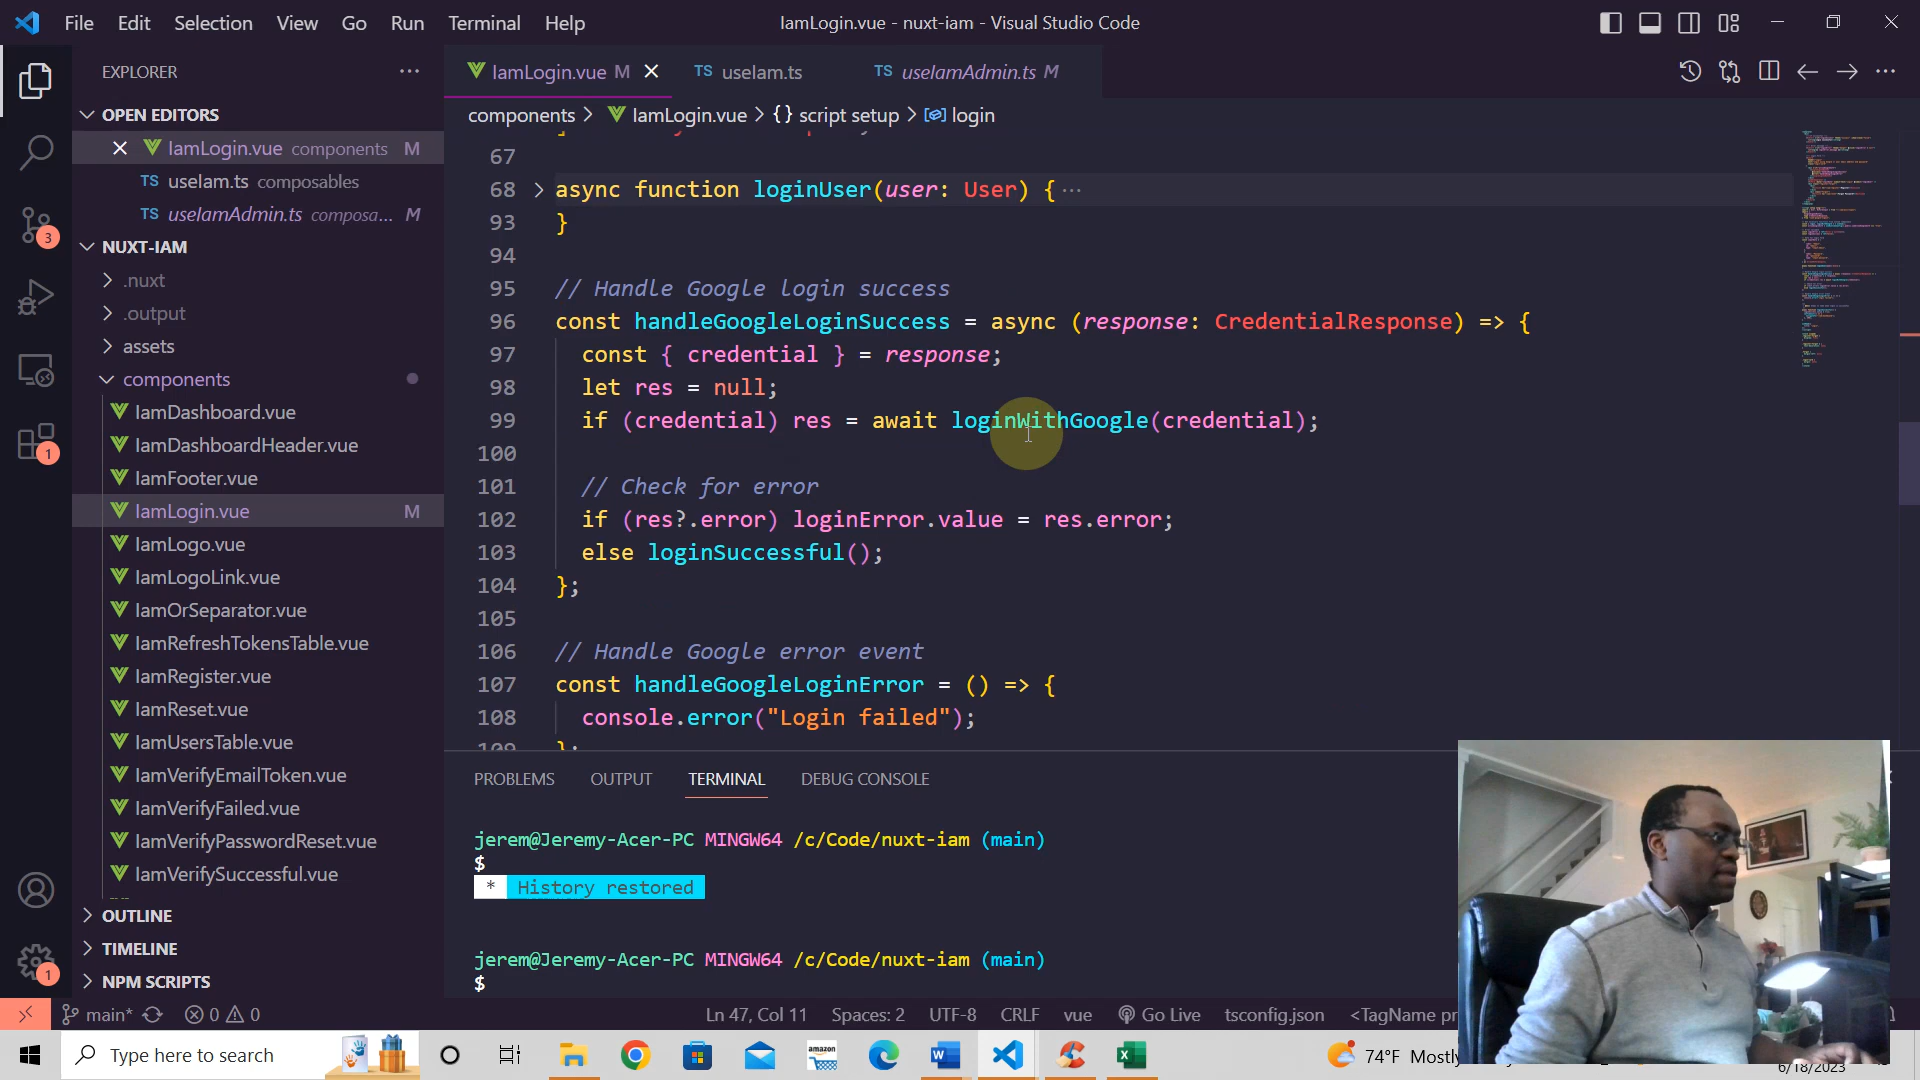 File Edit Selection View Go Run Terminal Help
IamLogin.vue - nuxt-iam - Visual Studio Code
EXPLORER
OPEN EDITORS
IamLogin.vue components M
TS useIam.ts composables
TS useIamAdmin.ts composa... M
NUXT-IAM
.nuxt
.output
assets
components
IamDashboard.vue
IamDashboardHeader.vue
IamFooter.vue
IamLogin.vue M
IamLogo.vue
IamLogoLink.vue
IamOrSeparator.vue
IamRefreshTokensTable.vue
IamRegister.vue
IamReset.vue
IamUsersTable.vue
IamVerifyEmailToken.vue
IamVerifyFailed.vue
IamVerifyPasswordReset.vue
IamVerifySuccessful.vue
OUTLINE
TIMELINE
NPM SCRIPTS
3
1
1
IamLogin.vue M
TS useIam.ts
TS useIamAdmin.ts M
components > IamLogin.vue > {} script setup > login
67
68 async function loginUser(user: User) { ...
93 }
94
95 // Handle Google login success
96 const handleGoogleLoginSuccess = async (response: CredentialResponse) => {
97 const { credential } = response;
98 let res = null;
99 if (credential) res = await loginWithGoogle(credential);
100
101 // Check for error
102 if (res?.error) loginError.value = res.error;
103 else loginSuccessful();
104 };
105
106 // Handle Google error event
107 const handleGoogleLoginError = () => {
108 console.error("Login failed");
109 };
PROBLEMS OUTPUT TERMINAL DEBUG CONSOLE
jerem@Jeremy-Acer-PC MINGW64 /c/Code/nuxt-iam (main)
$
* History restored
jerem@Jeremy-Acer-PC MINGW64 /c/Code/nuxt-iam (main)
$
main* 0 0 Ln 47, Col 11 Spaces: 2 UTF-8 CRLF vue Go Live tsconfig.json <TagName pr
Type here to search
amazon
74°F
6/18/2023